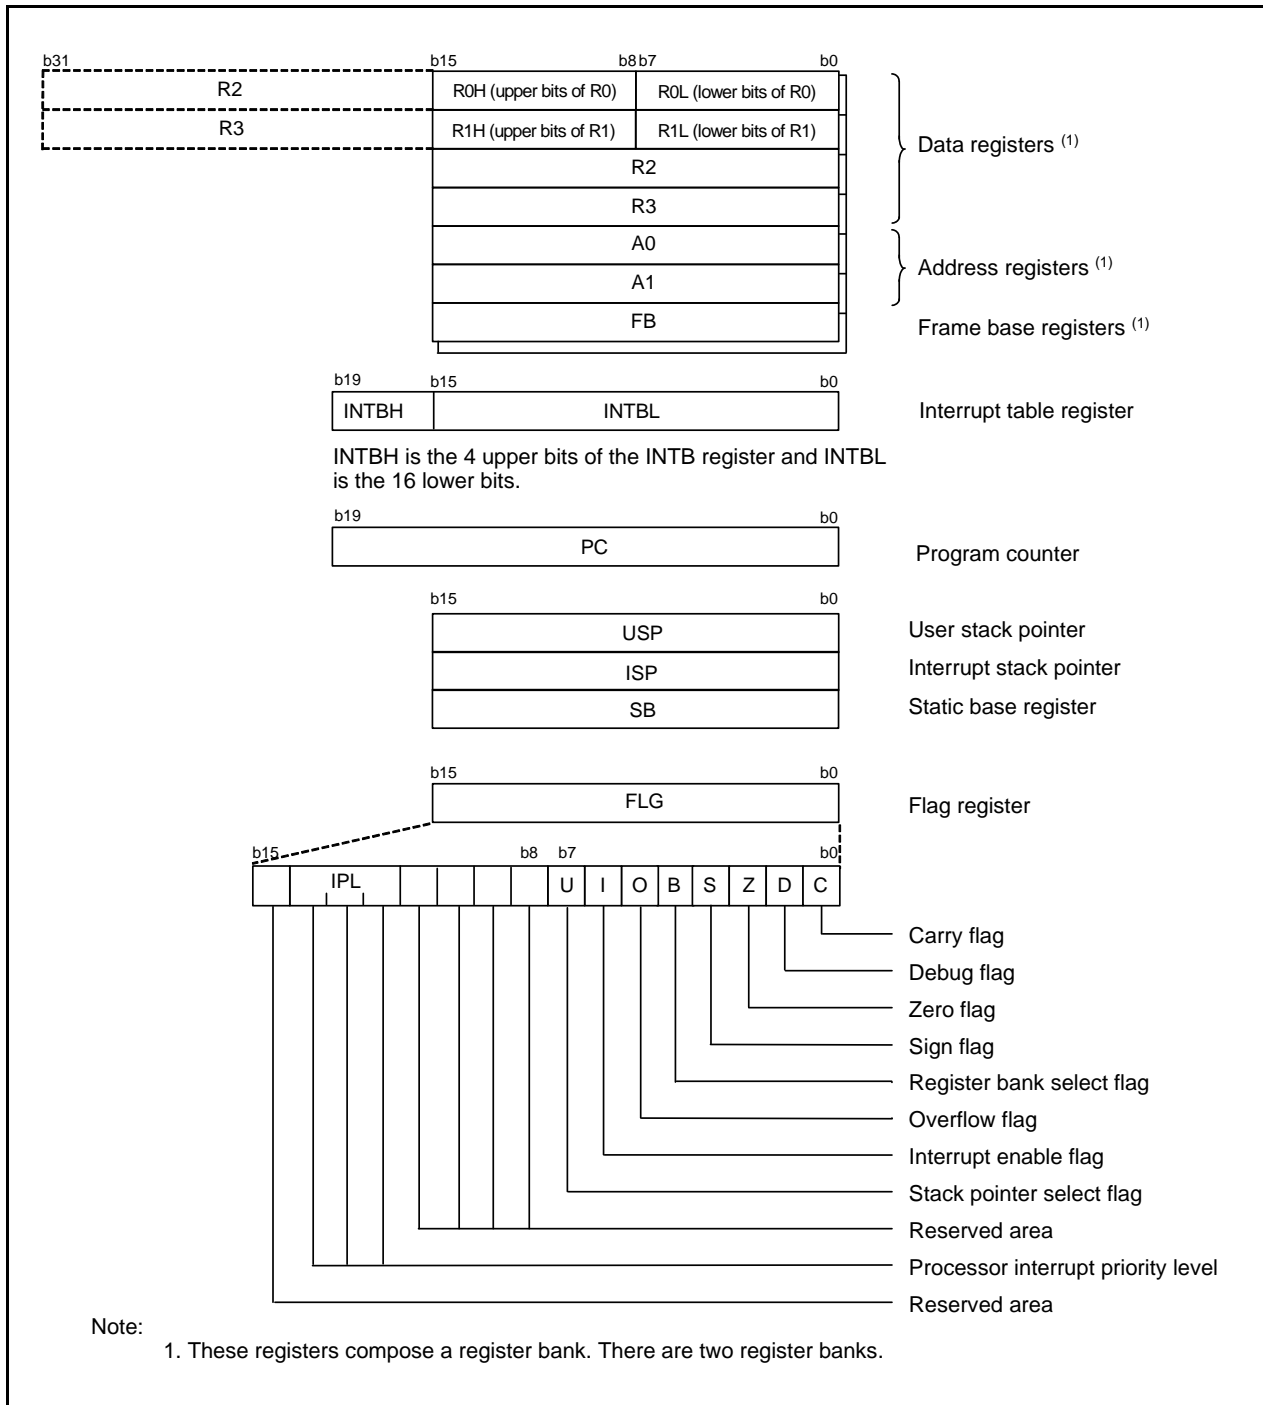 b31 b15 b8 b7 b0
R2 R0H (upper bits of R0) R0L (lower bits of R0)
R3 R1H (upper bits of R1) R1L (lower bits of R1)
Data registers (1)
R2
R3
A0
Address registers (1)
A1
FB Frame base registers (1)
b19 b15 b0
INTBH INTBL Interrupt table register
INTBH is the 4 upper bits of the INTB register and INTBL
is the 16 lower bits.
b19 b0
PC Program counter
b15 b0
USP User stack pointer
ISP Interrupt stack pointer
SB Static base register
b15 b0
FLG Flag register
b15 b8 b7 b0
IPL U I O B S Z D C
Carry flag
Debug flag
Zero flag
Sign flag
Register bank select flag
Overflow flag
Interrupt enable flag
Stack pointer select flag
Reserved area
Processor interrupt priority level
Reserved area
Note:
1. These registers compose a register bank. There are two register banks.